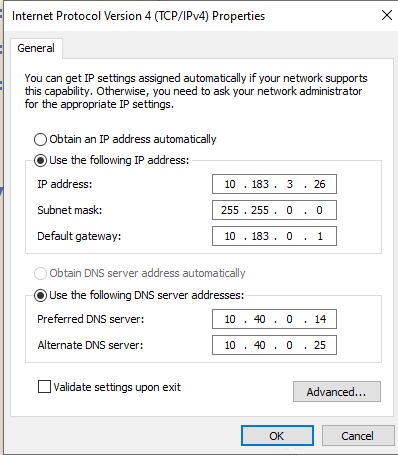 Internet Protocol Version 4 (TCP/IPv4) Properties
General
You can get IP settings assigned automatically if your network supports
this capability. Otherwise, you need to ask your network administrator
for the appropriate IP settings.
Obtain an IP address automatically
Use the following IP address:
IP address: 10 . 183 . 3 . 26
Subnet mask: 255 . 255 . 0 . 0
Default gateway: 10 . 183 . 0 . 1
Obtain DNS server address automatically
Use the following DNS server addresses:
Preferred DNS server: 10 . 40 . 0 . 14
Alternate DNS server: 10 . 40 . 0 . 25
Validate settings upon exit
Advanced...
OK Cancel